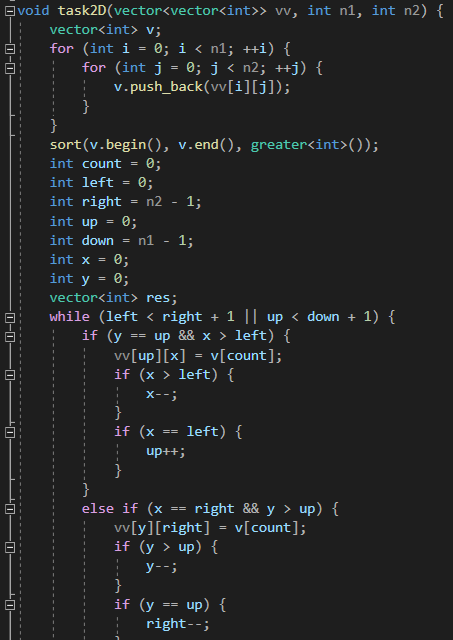 void task2D(vector<vector<int>> vv, int n1, int n2) {
    vector<int> v;
    for (int i = 0; i < n1; ++i) {
        for (int j = 0; j < n2; ++j) {
            v.push_back(vv[i][j]);
        }
    }
    sort(v.begin(), v.end(), greater<int>());
    int count = 0;
    int left = 0;
    int right = n2 - 1;
    int up = 0;
    int down = n1 - 1;
    int x = 0;
    int y = 0;
    vector<int> res;
    while (left < right + 1 || up < down + 1) {
        if (y == up && x > left) {
            vv[up][x] = v[count];
            if (x > left) {
                x--;
            }
            if (x == left) {
                up++;
            }
        }
        else if (x == right && y > up) {
            vv[y][right] = v[count];
            if (y > up) {
                y--;
            }
            if (y == up) {
                right--;